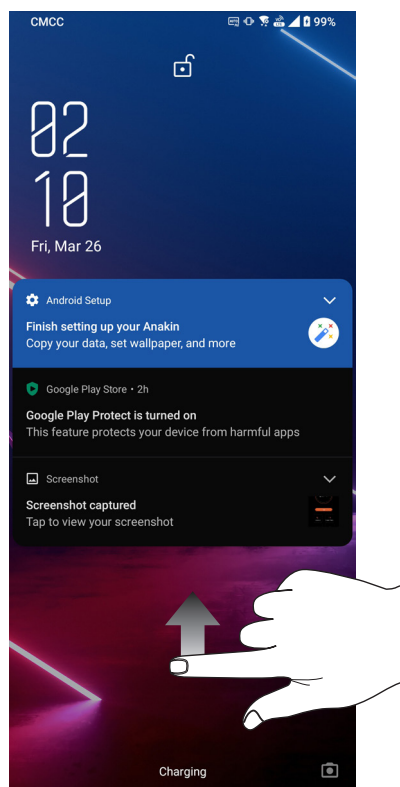 CMCC 99%
02
10
Fri, Mar 26
Android Setup
Finish setting up your Anakin
Copy your data, set wallpaper, and more
Google Play Store • 2h
Google Play Protect is turned on
This feature protects your device from harmful apps
Screenshot
Screenshot captured
Tap to view your screenshot
Charging